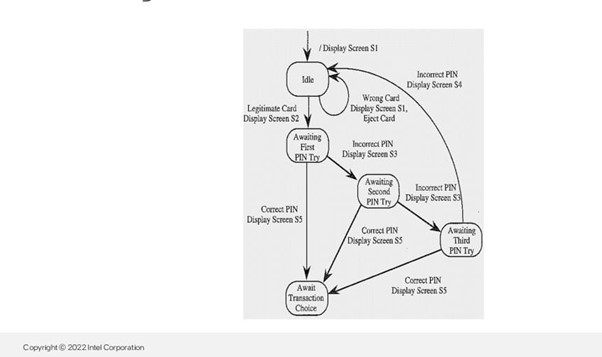 / Display Screen S1
Idle
Incorrect PIN
Display Screen S4
Wrong Card
Display Screen S1,
Eject Card
Legitimate Card
Display Screen S2
Awaiting
First
PIN Try
Incorrect PIN
Display Screen S3
Awaiting
Second
PIN Try
Incorrect PIN
Display Screen S3
Correct PIN
Display Screen S5
Correct PIN
Display Screen S5
Awaiting
Third
PIN Try
Correct PIN
Display Screen S5
Await
Transaction
Choice
Copyright © 2022 Intel Corporation